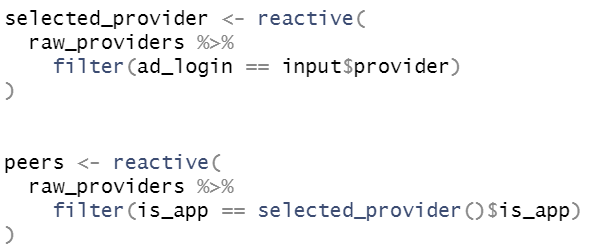 selected_provider <- reactive(
  raw_providers %>%
    filter(ad_login == input$provider)
)
peers <- reactive(
  raw_providers %>%
    filter(is_app == selected_provider()$is_app)
)